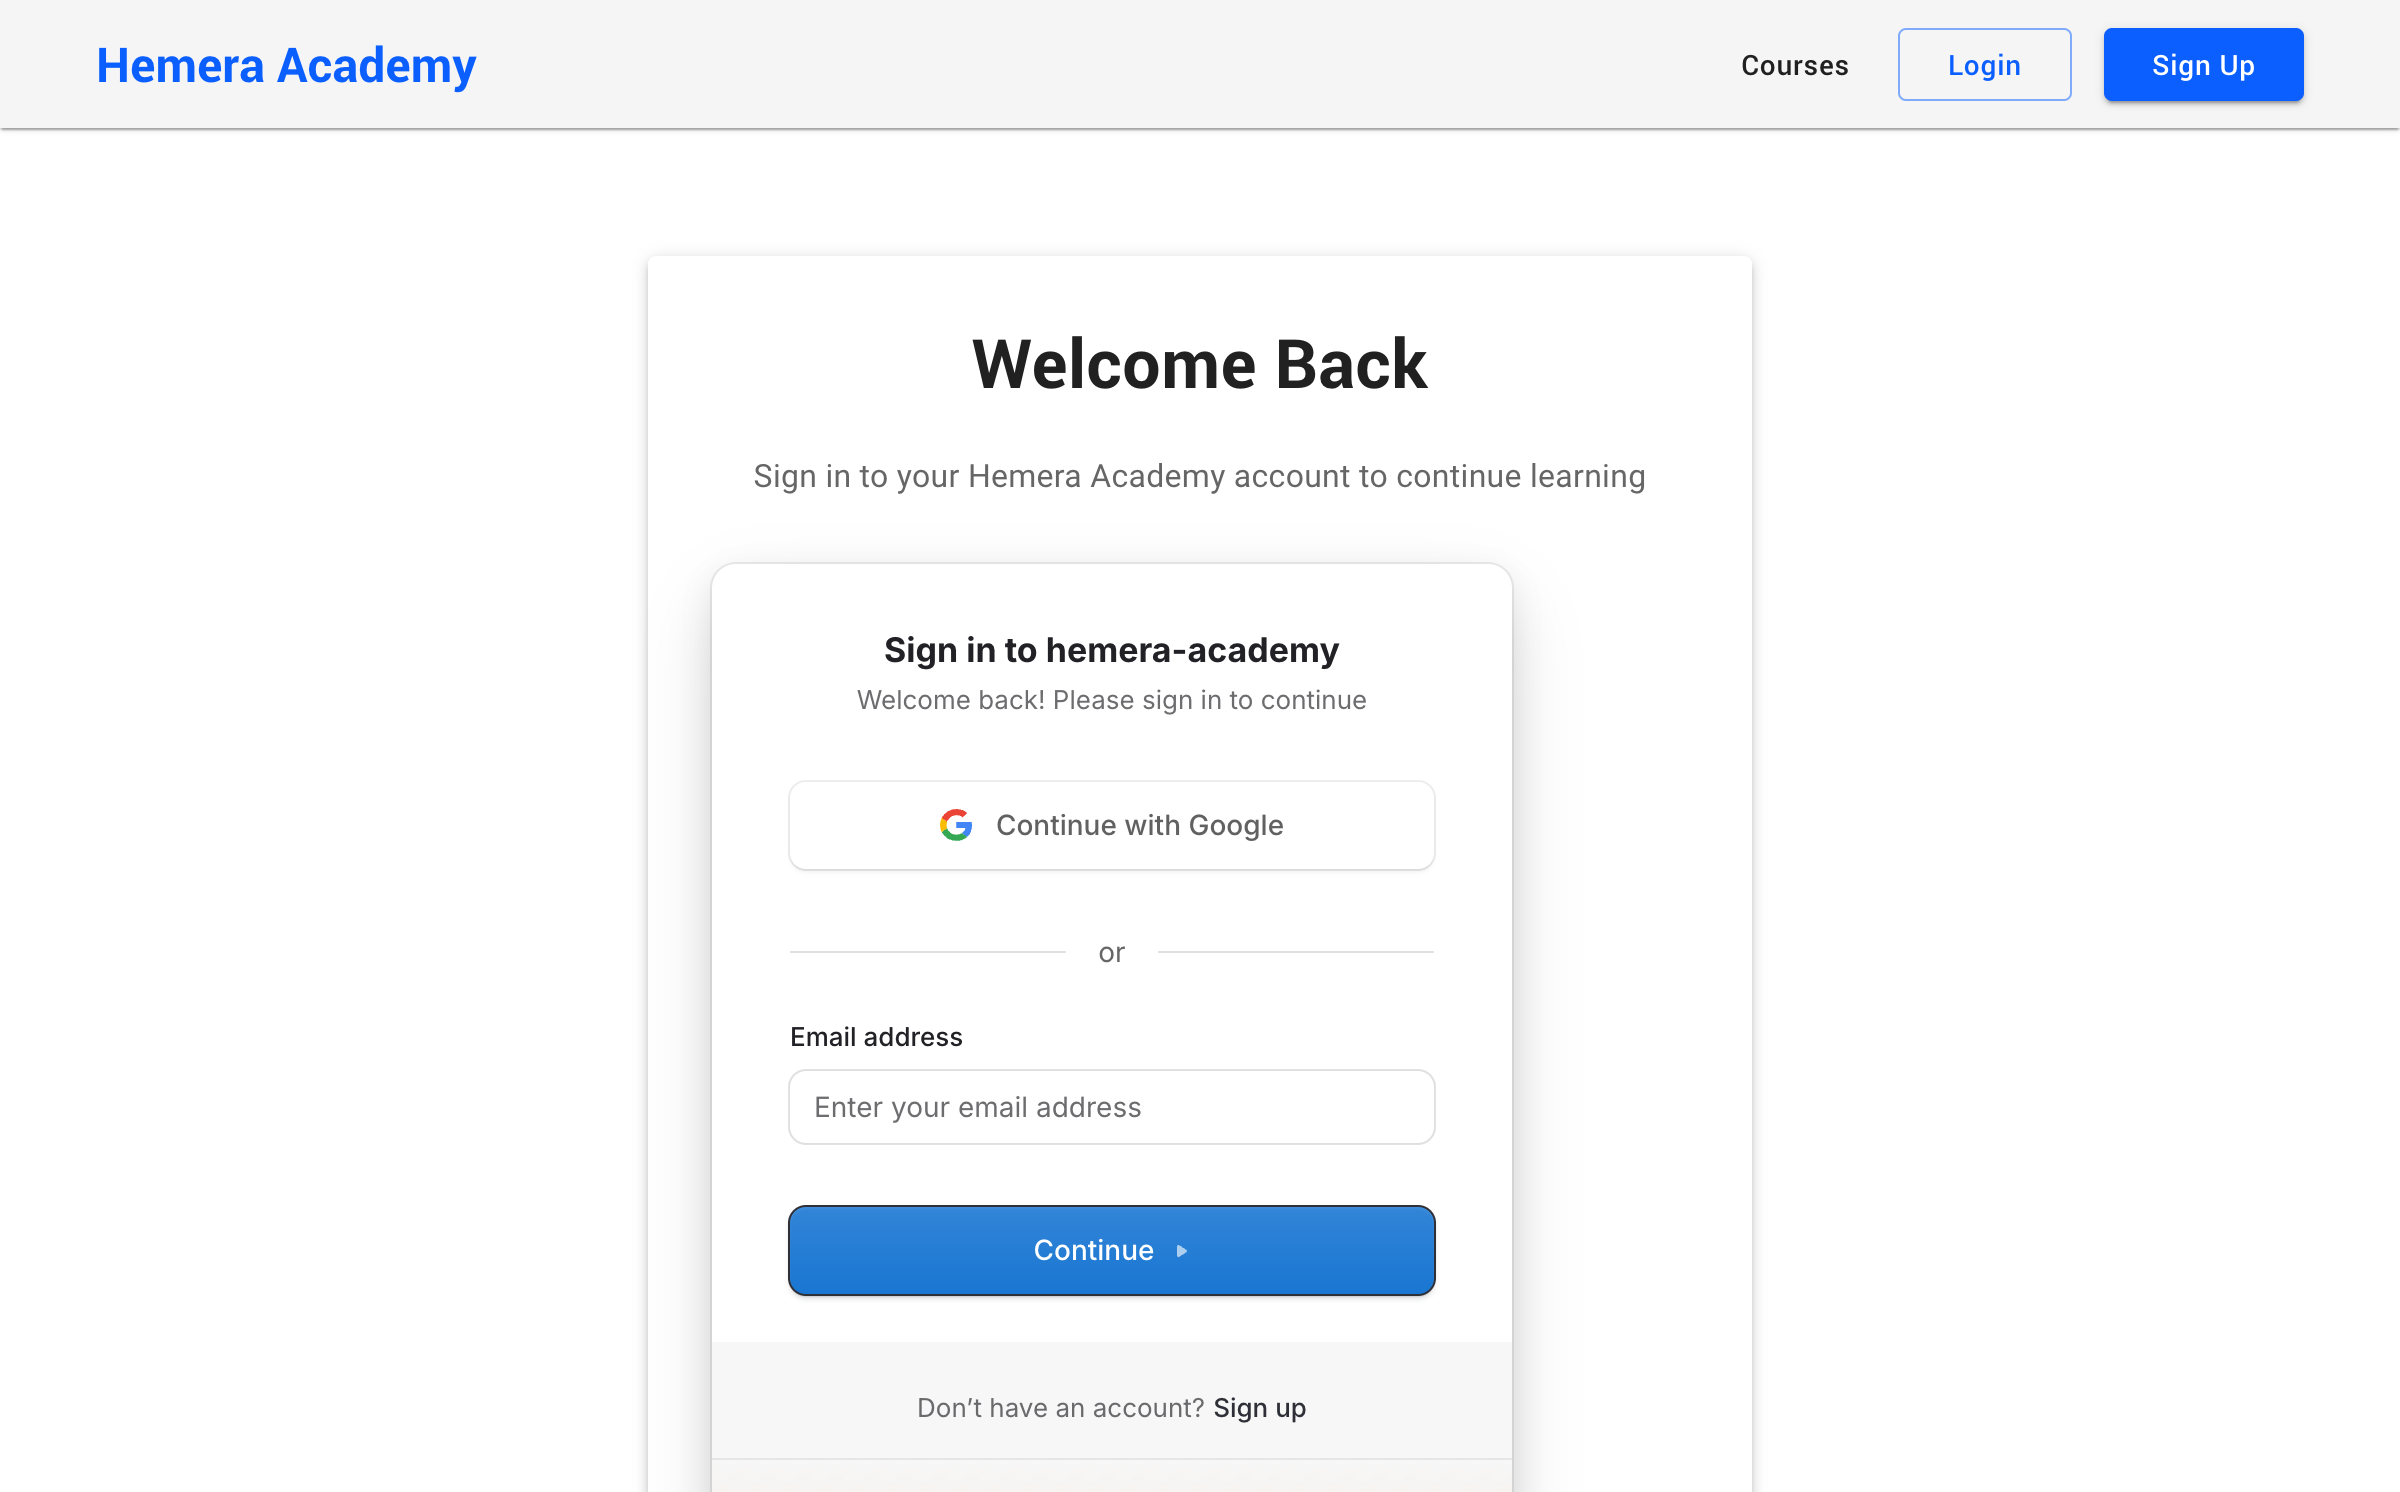 Hemera Academy
Courses
Login
Sign Up
Welcome Back
Sign in to your Hemera Academy account to continue learning
Sign in to hemera-academy
Welcome back! Please sign in to continue
Continue with Google
or
Email address
Enter your email address
Continue
Don’t have an account? Sign up